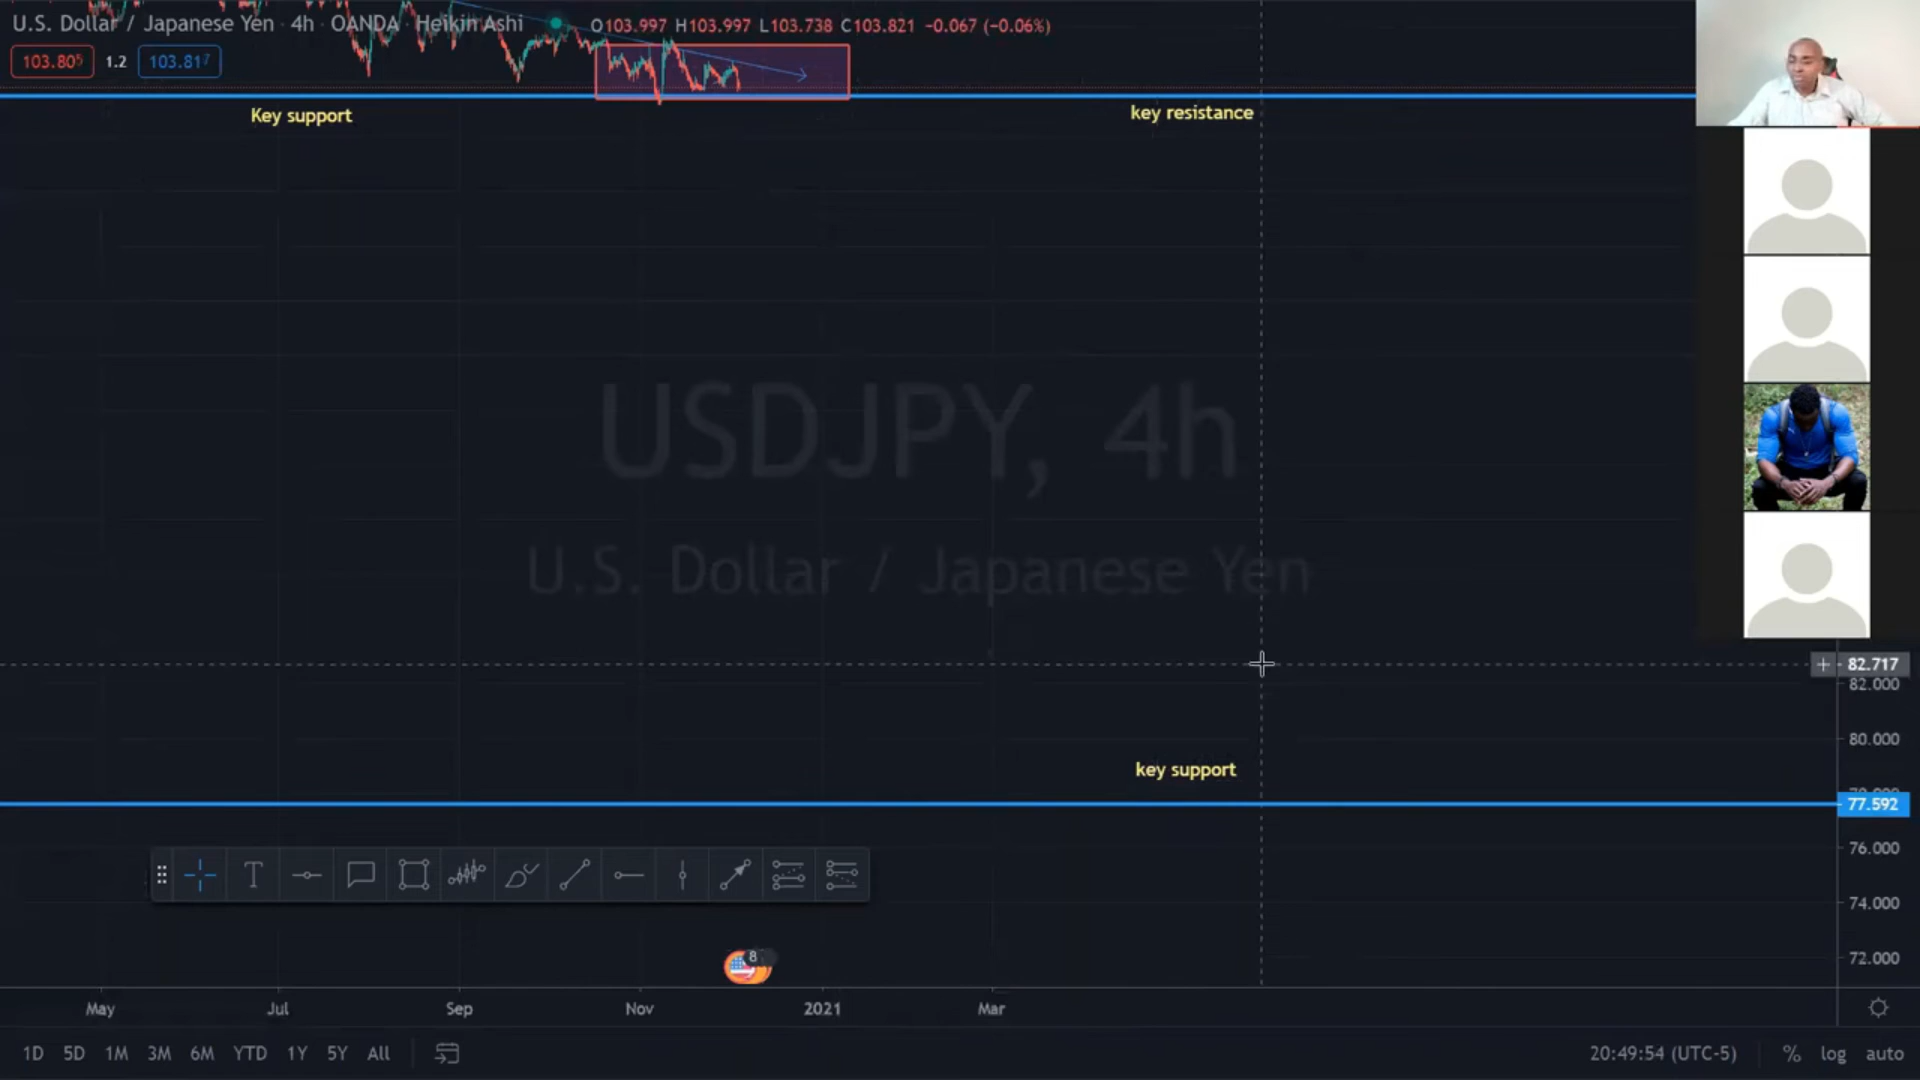 U.S. Dollar / Japanese Yen · 4h · OANDA · Heikin Ashi O103.997 H103.997 L103.738 C103.821 −0.067 (−0.06%)
103.805 1.2 103.817
Key support
key resistance
USDJPY, 4h
U.S. Dollar / Japanese Yen
82.717
82.000
80.000
key support
77.592
76.000
74.000
8
72.000
May Jul Sep Nov 2021 Mar
1D 5D 1M 3M 6M YTD 1Y 5Y All 20:49:54 (UTC-5) % log auto